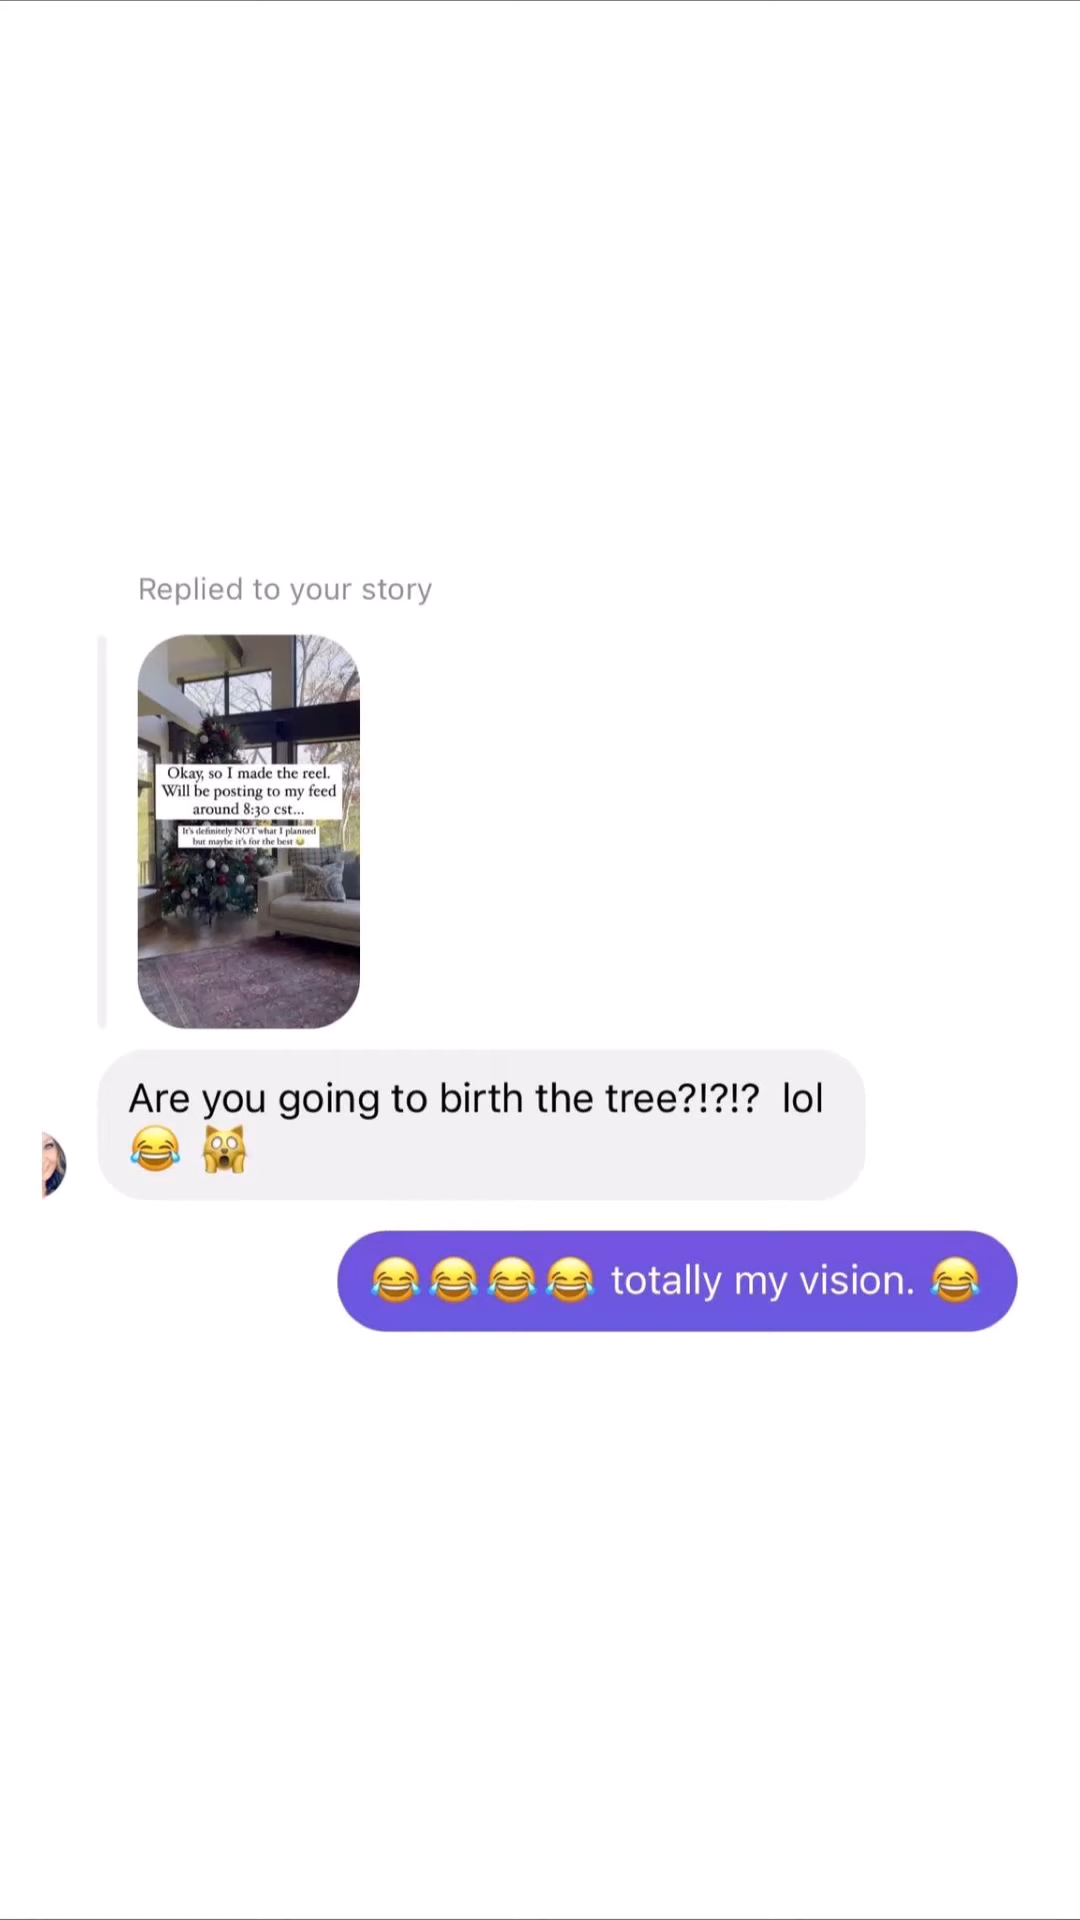 Replied to your story
Okay, so I made the reel.
Will be posting to my feed
around 8:30 cst...
It's definitely NOT what I planned
but maybe it's for the best 😂
Are you going to birth the tree?!?!?  lol
😂 🙀
😂😂😂😂 totally my vision. 😂